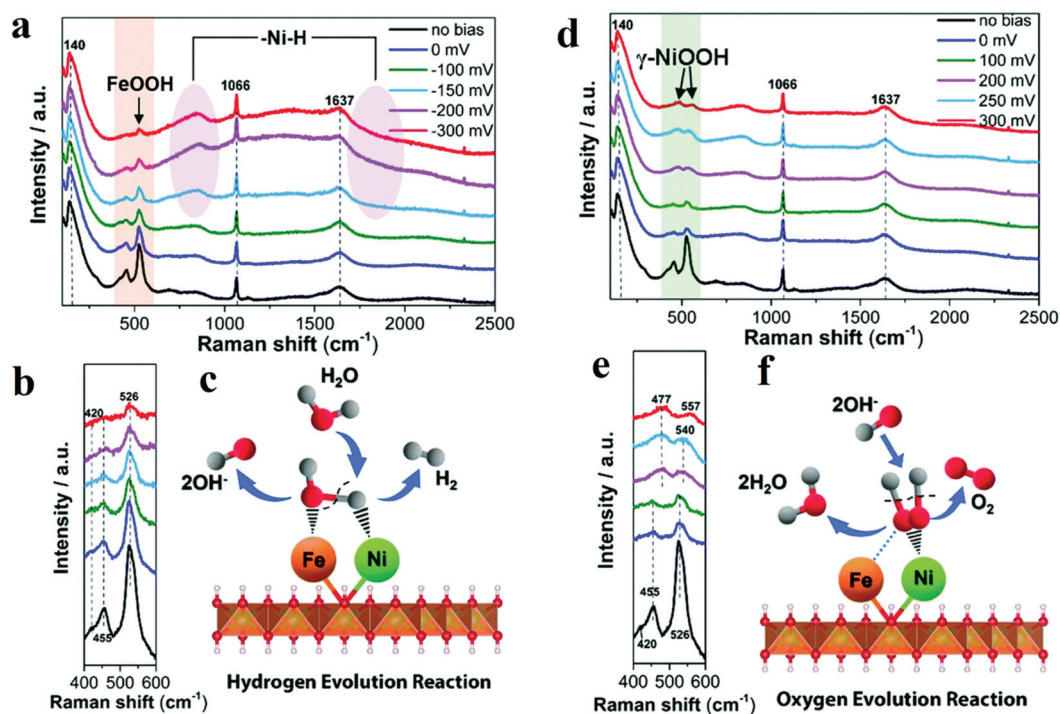 a
140
FeOOH
-Ni-H
1066
1637
no bias
0 mV
-100 mV
-150 mV
-200 mV
-300 mV
Intensity / a.u.
500
1000
1500
2000
2500
Raman shift (cm⁻¹)
d
140
γ-NiOOH
1066
1637
no bias
0 mV
100 mV
200 mV
250 mV
300 mV
Intensity / a.u.
500
1000
1500
2000
2500
Raman shift (cm⁻¹)
b
526
420
455
Intensity / a.u.
400 500 600
Raman shift (cm⁻¹)
c
H₂O
2OH⁻
H₂
Fe
Ni
Hydrogen Evolution Reaction
e
477
557
540
455
420
526
Intensity / a.u.
400 500 600
Raman shift (cm⁻¹)
f
2OH⁻
2H₂O
O₂
Fe
Ni
Oxygen Evolution Reaction